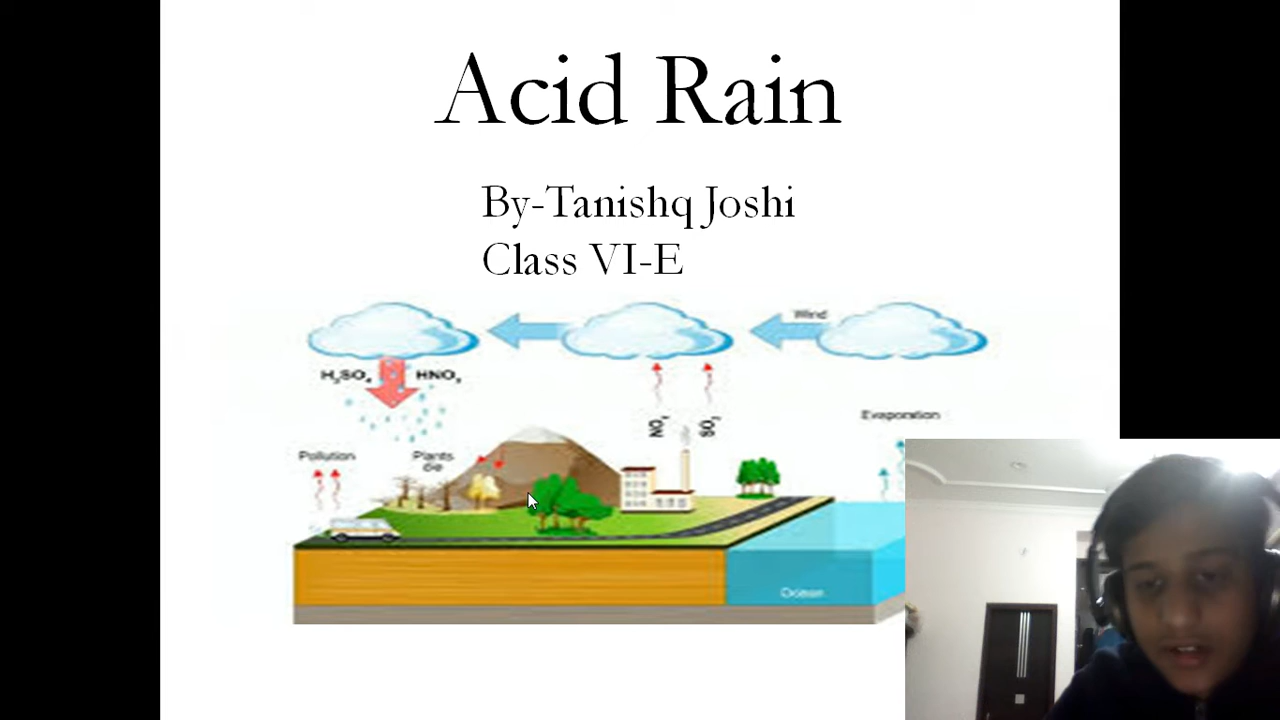 Acid Rain
By-Tanishq Joshi
Class VI-E
Wind
H₂SO₄ HNO₃
NOₓ SO₂
Evaporation
Pollution
Plants
die
Ocean